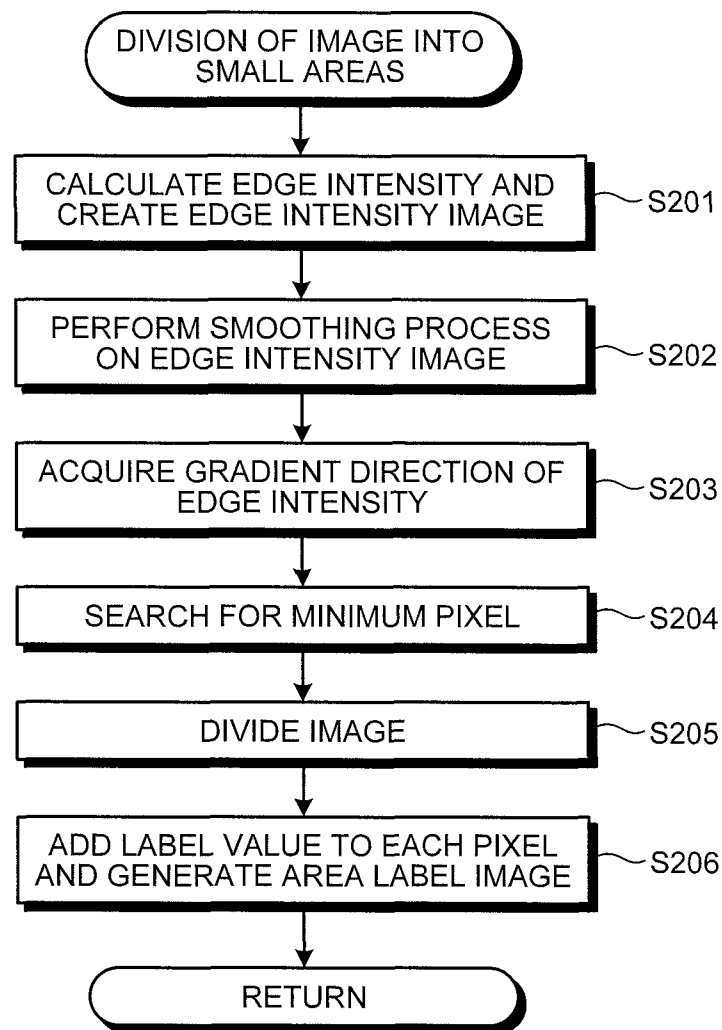 DIVISION OF IMAGE INTO
SMALL AREAS
CALCULATE EDGE INTENSITY AND
CREATE EDGE INTENSITY IMAGE
S201
PERFORM SMOOTHING PROCESS
ON EDGE INTENSITY IMAGE
S202
ACQUIRE GRADIENT DIRECTION OF
EDGE INTENSITY
S203
SEARCH FOR MINIMUM PIXEL
S204
DIVIDE IMAGE
S205
ADD LABEL VALUE TO EACH PIXEL
AND GENERATE AREA LABEL IMAGE
S206
RETURN